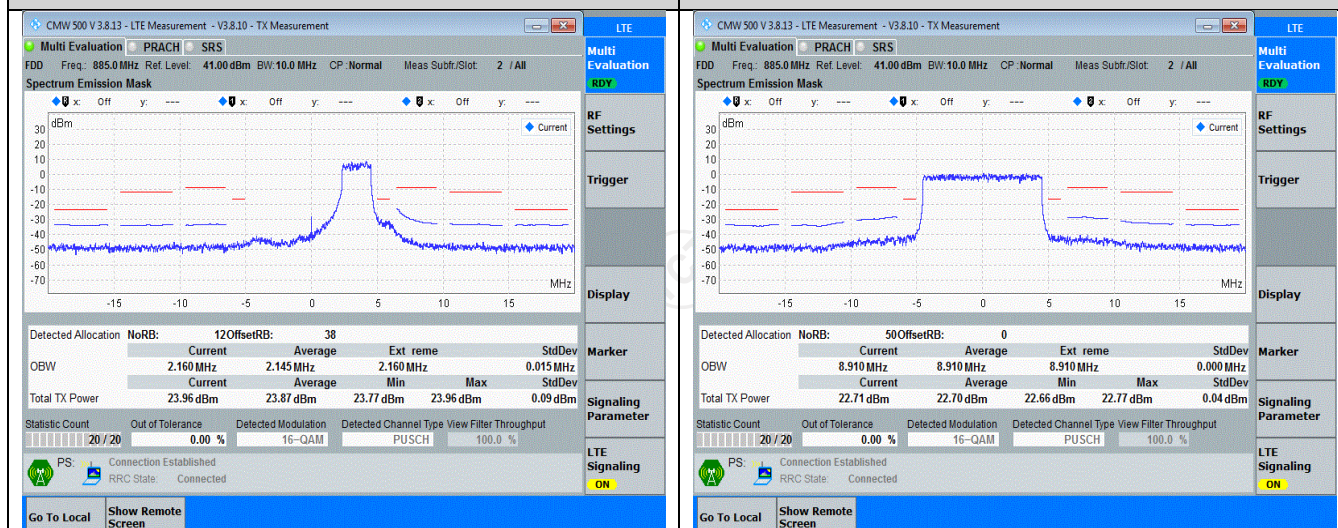 CMW 500 V 3.8.13 - LTE Measurement - V3.8.10 - TX Measurement
LTE
Multi Evaluation PRACH SRS
Multi Evaluation
RDY
FDD Freq.: 885.0 MHz Ref. Level: 41.00 dBm BW: 10.0 MHz CP : Normal Meas Subfr./Slot: 2 / All
Spectrum Emission Mask
x: Off y: --- x: Off y: --- x: Off y: ---
dBm
Current
30
20
10
0
-10
-20
-30
-40
-50
-60
-70
MHz
-15 -10 -5 0 5 10 15
RF Settings
Trigger
Display
Marker
Signaling Parameter
LTE Signaling
ON
Detected Allocation NoRB: 12 OffsetRB: 38
Current Average Ext reme StdDev
OBW 2.160 MHz 2.145 MHz 2.160 MHz 0.015 MHz
Current Average Min Max StdDev
Total TX Power 23.96 dBm 23.87 dBm 23.77 dBm 23.96 dBm 0.09 dBm
Statistic Count Out of Tolerance Detected Modulation Detected Channel Type View Filter Throughput
20 / 20 0.00 % 16-QAM PUSCH 100.0 %
PS: Connection Established
RRC State: Connected
Go To Local Show Remote Screen
CMW 500 V 3.8.13 - LTE Measurement - V3.8.10 - TX Measurement
LTE
Multi Evaluation PRACH SRS
Multi Evaluation
RDY
FDD Freq.: 885.0 MHz Ref. Level: 41.00 dBm BW: 10.0 MHz CP : Normal Meas Subfr./Slot: 2 / All
Spectrum Emission Mask
x: Off y: --- x: Off y: --- x: Off y: ---
dBm
Current
30
20
10
0
-10
-20
-30
-40
-50
-60
-70
MHz
-15 -10 -5 0 5 10 15
RF Settings
Trigger
Display
Marker
Signaling Parameter
LTE Signaling
ON
Detected Allocation NoRB: 50 OffsetRB: 0
Current Average Ext reme StdDev
OBW 8.910 MHz 8.910 MHz 8.910 MHz 0.000 MHz
Current Average Min Max StdDev
Total TX Power 22.71 dBm 22.70 dBm 22.66 dBm 22.77 dBm 0.04 dBm
Statistic Count Out of Tolerance Detected Modulation Detected Channel Type View Filter Throughput
20 / 20 0.00 % 16-QAM PUSCH 100.0 %
PS: Connection Established
RRC State: Connected
Go To Local Show Remote Screen